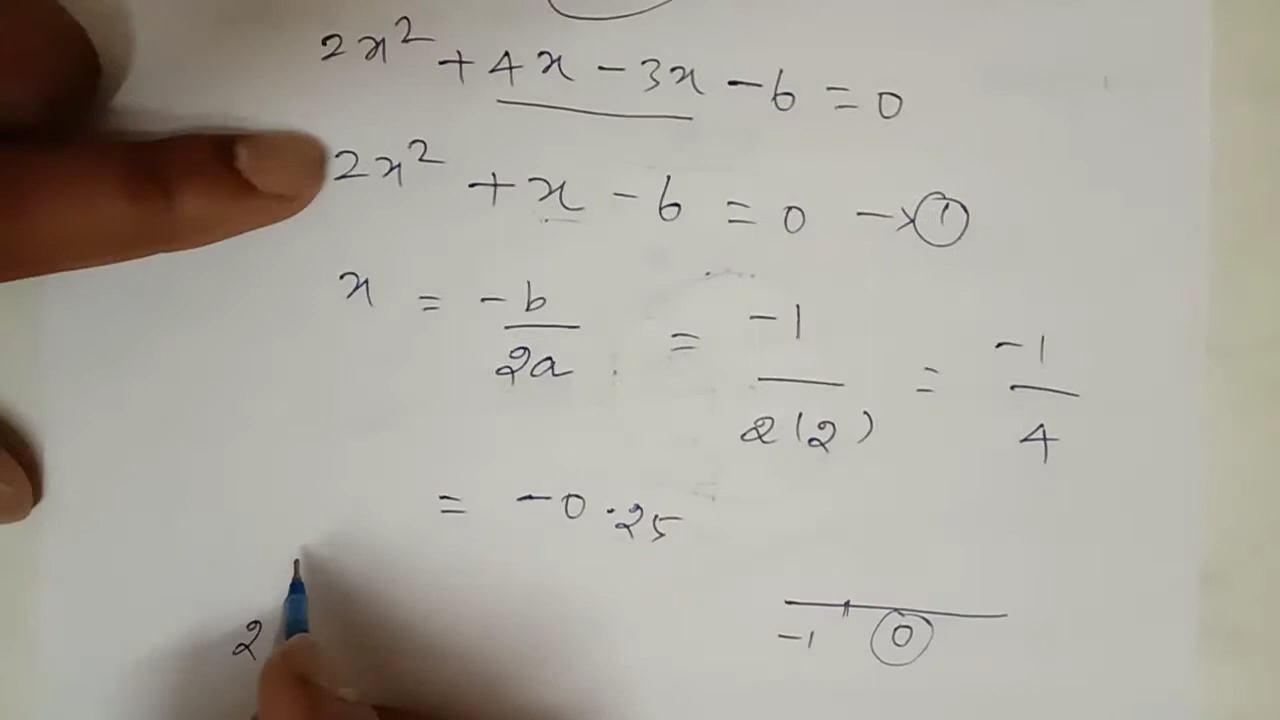 2x² + 4x - 3x - 6 = 0
2x² + x - 6 = 0 → ①
x = -b/2a = -1/2(2) = -1/4
= -0.25
-1 0
2